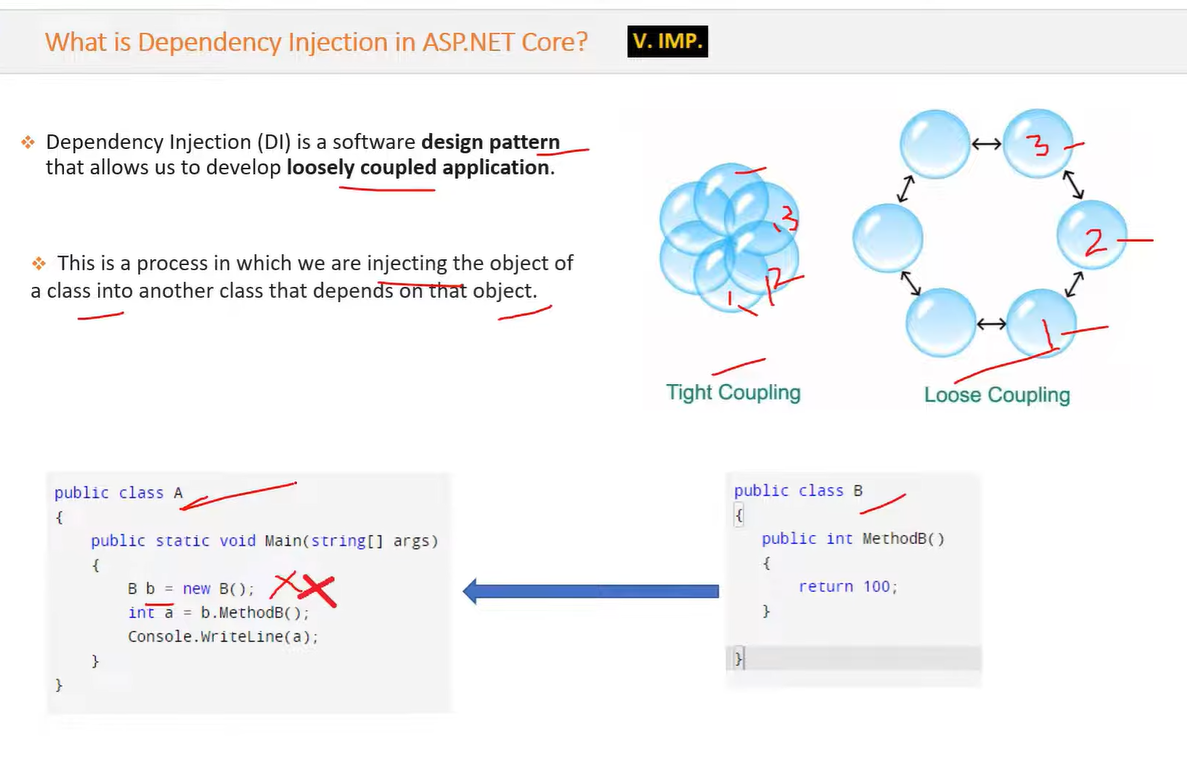 What is Dependency Injection in ASP.NET Core?
V. IMP.
❖ Dependency Injection (DI) is a software design pattern
that allows us to develop loosely coupled application.
❖ This is a process in which we are injecting the object of
a class into another class that depends on that object.
3
2
1
3
2
1
Tight Coupling
Loose Coupling
public class A
{
public static void Main(string[] args)
{
B b = new B();
int a = b.MethodB();
Console.WriteLine(a);
}
}
public class B
{
public int MethodB()
{
return 100;
}
}